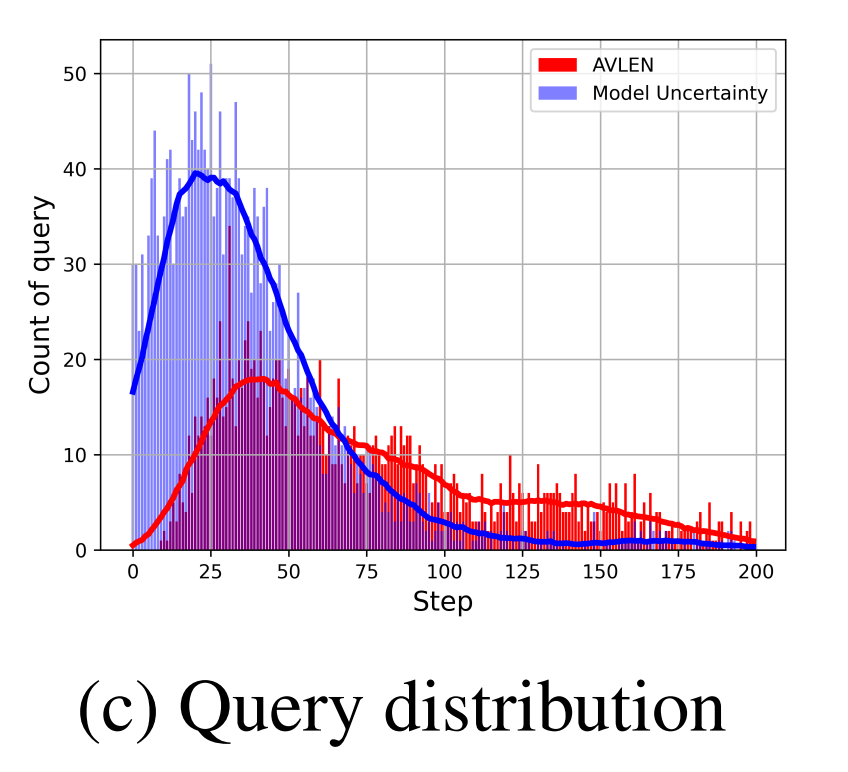 AVLEN
Model Uncertainty
Count of query
50
40
30
20
10
0
0 25 50 75 100 125 150 175 200
Step
(c) Query distribution